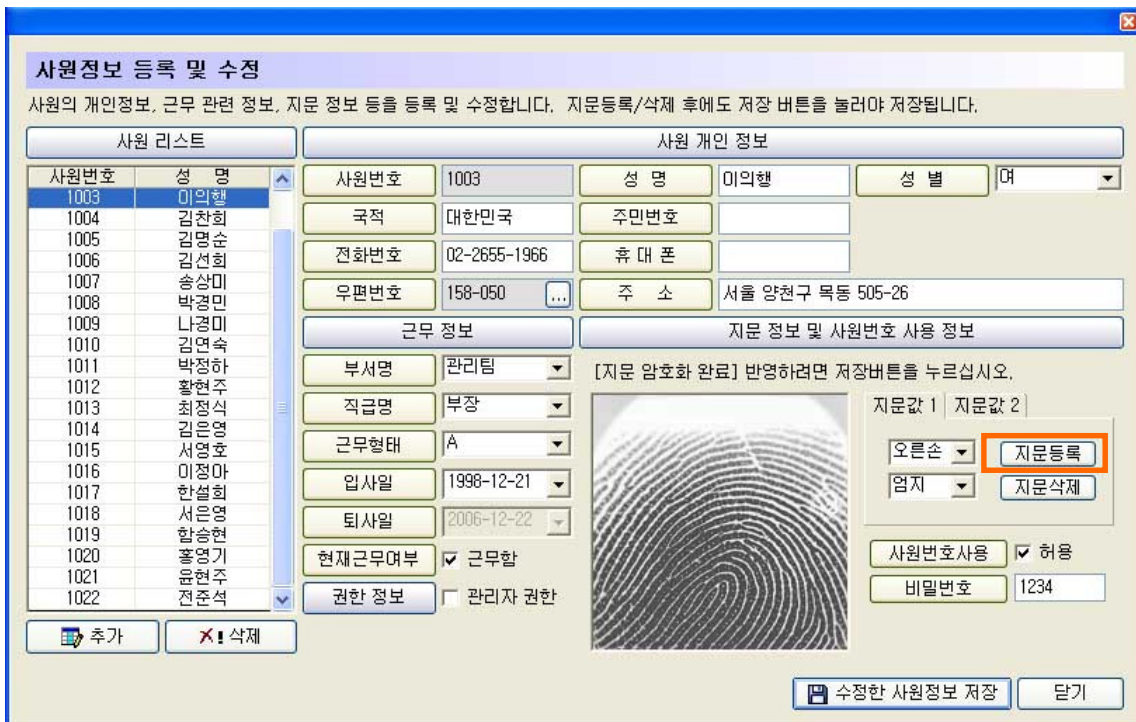 사원정보 등록 및 수정
사원의 개인정보, 근무 관련 정보, 지문 정보 등을 등록 및 수정합니다. 지문등록/삭제 후에도 저장 버튼을 눌러야 저장됩니다.
사원 리스트
사원번호 성 명
1003 이의행
1004 김찬희
1005 김명순
1006 김선희
1007 송상미
1008 박경민
1009 나경미
1010 김연숙
1011 박정하
1012 황현주
1013 최정식
1014 김은영
1015 서영호
1016 이정아
1017 한설희
1018 서은영
1019 함승현
1020 홍영기
1021 윤현주
1022 전준석
추가 삭제
사원 개인 정보
사원번호 1003 성 명 이의행 성 별 여
국적 대한민국 주민번호
전화번호 02-2655-1966 휴 대 폰
우편번호 158-050 ... 주 소 서울 양천구 목동 505-26
근무 정보
부서명 관리팀
직급명 부장
근무형태 A
입사일 1998-12-21
퇴사일 2006-12-22
현재근무여부 근무함
권한 정보 관리자 권한
지문 정보 및 사원번호 사용 정보
[지문 암호화 완료] 반영하려면 저장버튼을 누르십시오.
지문값 1 지문값 2
오른손 지문등록
엄지 지문삭제
사원번호사용 허용
비밀번호 1234
수정한 사원정보 저장 닫기